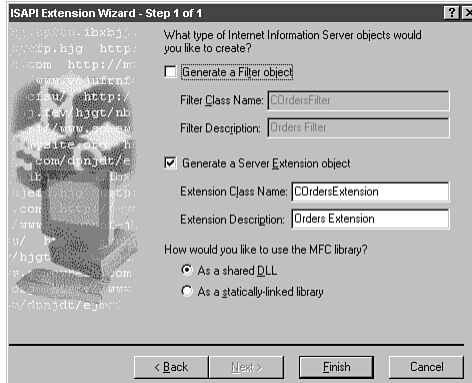 ISAPI Extension Wizard - Step 1 of 1
What type of Internet Information Server objects would
you like to create?
Generate a Filter object
Filter Class Name: COrdersFilter
Filter Description: Orders Filter
Generate a Server Extension object
Extension Class Name: COrdersExtension
Extension Description: Orders Extension
How would you like to use the MFC library?
As a shared DLL
As a statically-linked library
< Back Next > Finish Cancel